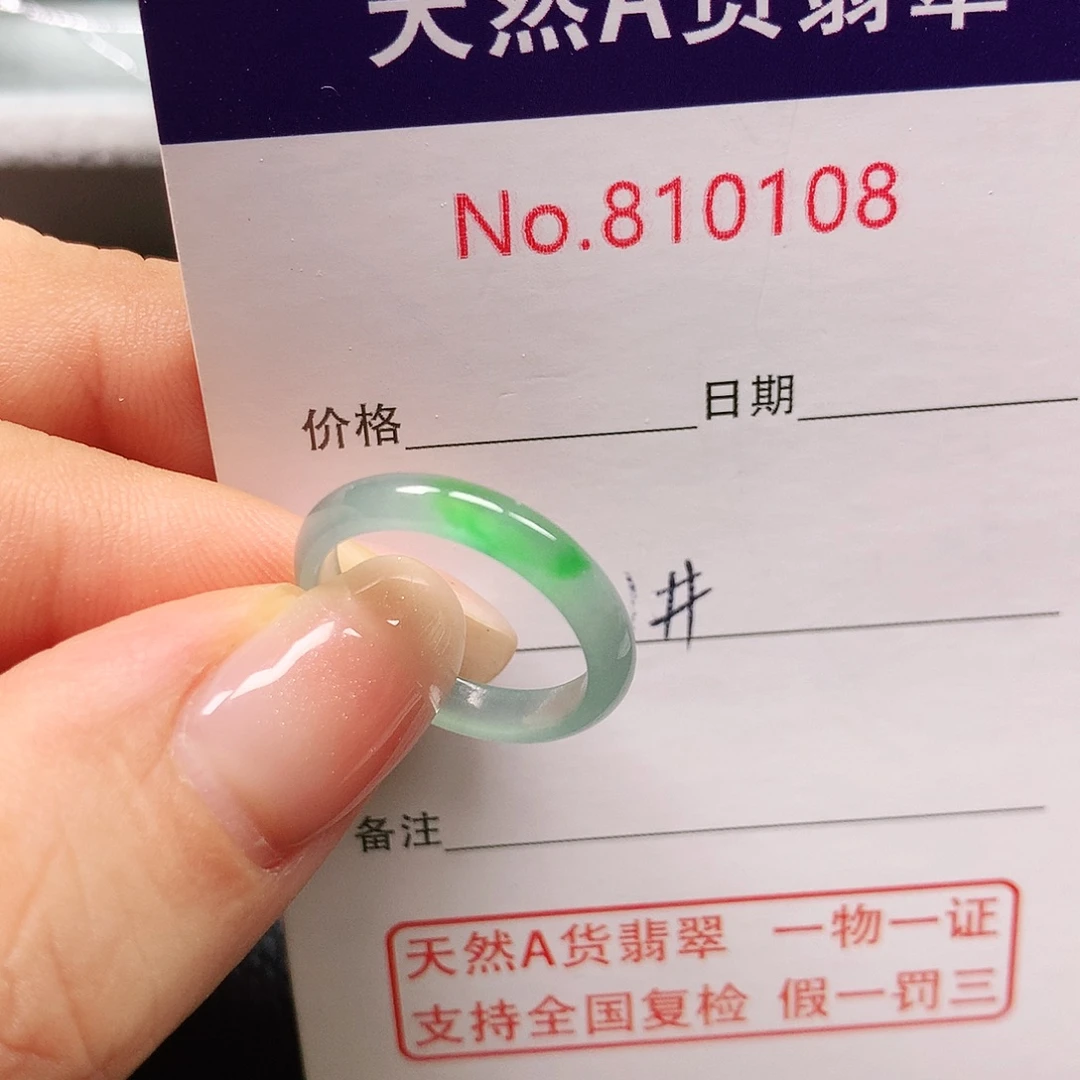 天然A货翡翠
No.810108
价格 日期
井
备注
天然A货翡翠 一物一证
支持全国复检 假一罚三